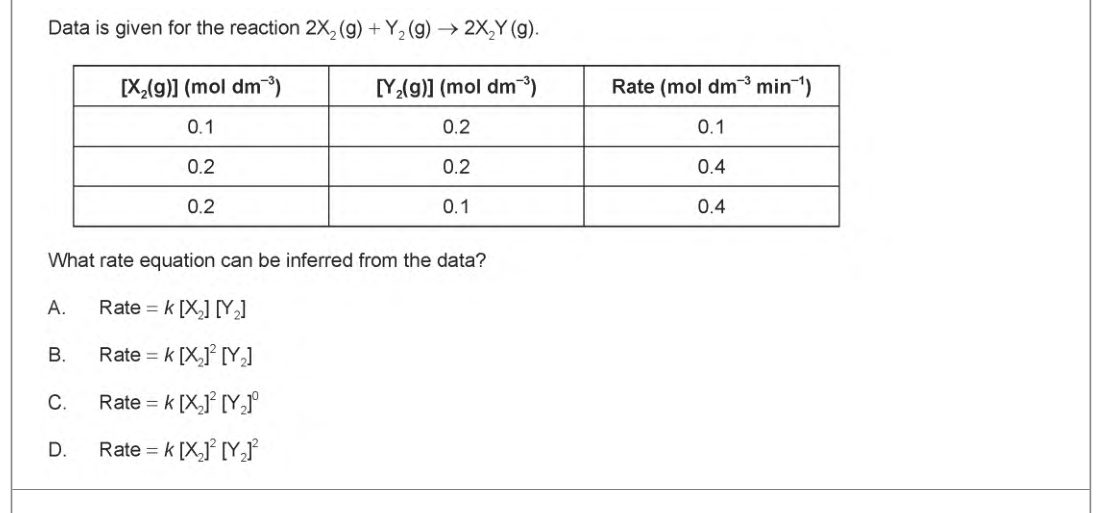 Data is given for the reaction 2X₂(g) + Y₂(g) → 2X₂Y(g).
[X₂(g)] (mol dm⁻³) [Y₂(g)] (mol dm⁻³) Rate (mol dm⁻³ min⁻¹)
0.1 0.2 0.1
0.2 0.2 0.4
0.2 0.1 0.4
What rate equation can be inferred from the data?
A. Rate = k [X₂] [Y₂]
B. Rate = k [X₂]² [Y₂]
C. Rate = k [X₂]² [Y₂]⁰
D. Rate = k [X₂]² [Y₂]²